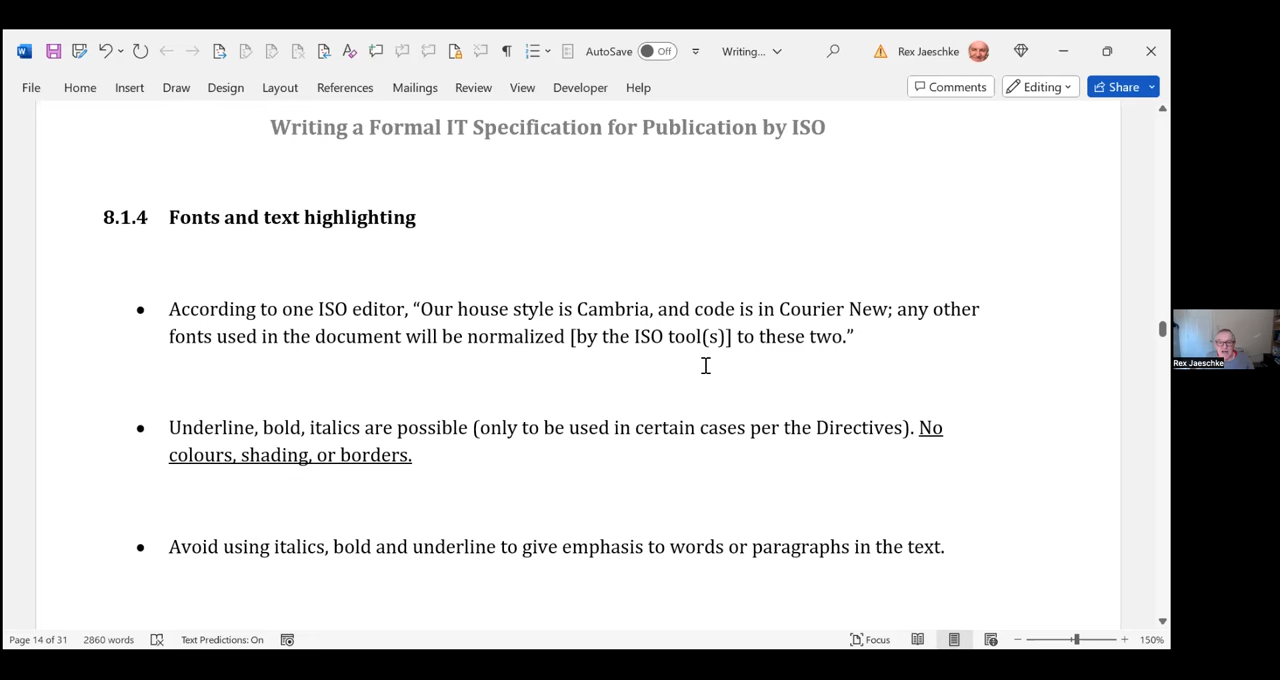 AutoSave Off Writing... Rex Jaeschke
File Home Insert Draw Design Layout References Mailings Review View Developer Help Comments Editing Share
Writing a Formal IT Specification for Publication by ISO
8.1.4 Fonts and text highlighting
• According to one ISO editor, “Our house style is Cambria, and code is in Courier New; any other
fonts used in the document will be normalized [by the ISO tool(s)] to these two.”
• Underline, bold, italics are possible (only to be used in certain cases per the Directives). No
colours, shading, or borders.
• Avoid using italics, bold and underline to give emphasis to words or paragraphs in the text.
Rex Jaeschke
Page 14 of 31 2860 words Text Predictions: On Focus 150%